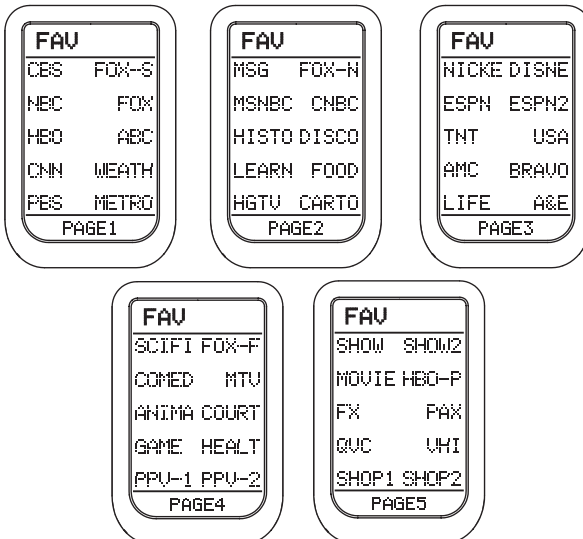 FAV
CBS FOX-S
NBC FOX
HBO ABC
CNN WEATH
PBS METRO
PAGE1
FAV
MSG FOX-N
MSNBC CNBC
HISTO DISCO
LEARN FOOD
HGTV CARTO
PAGE2
FAV
NICKE DISNE
ESPN ESPN2
TNT USA
AMC BRAVO
LIFE A&E
PAGE3
FAV
SCIFI FOX-F
COMED MTV
ANIMA COURT
GAME HEALT
PPV-1 PPV-2
PAGE4
FAV
SHOW SHOW2
MOVIE HBO-P
FX PAX
QVC VHI
SHOP1 SHOP2
PAGE5